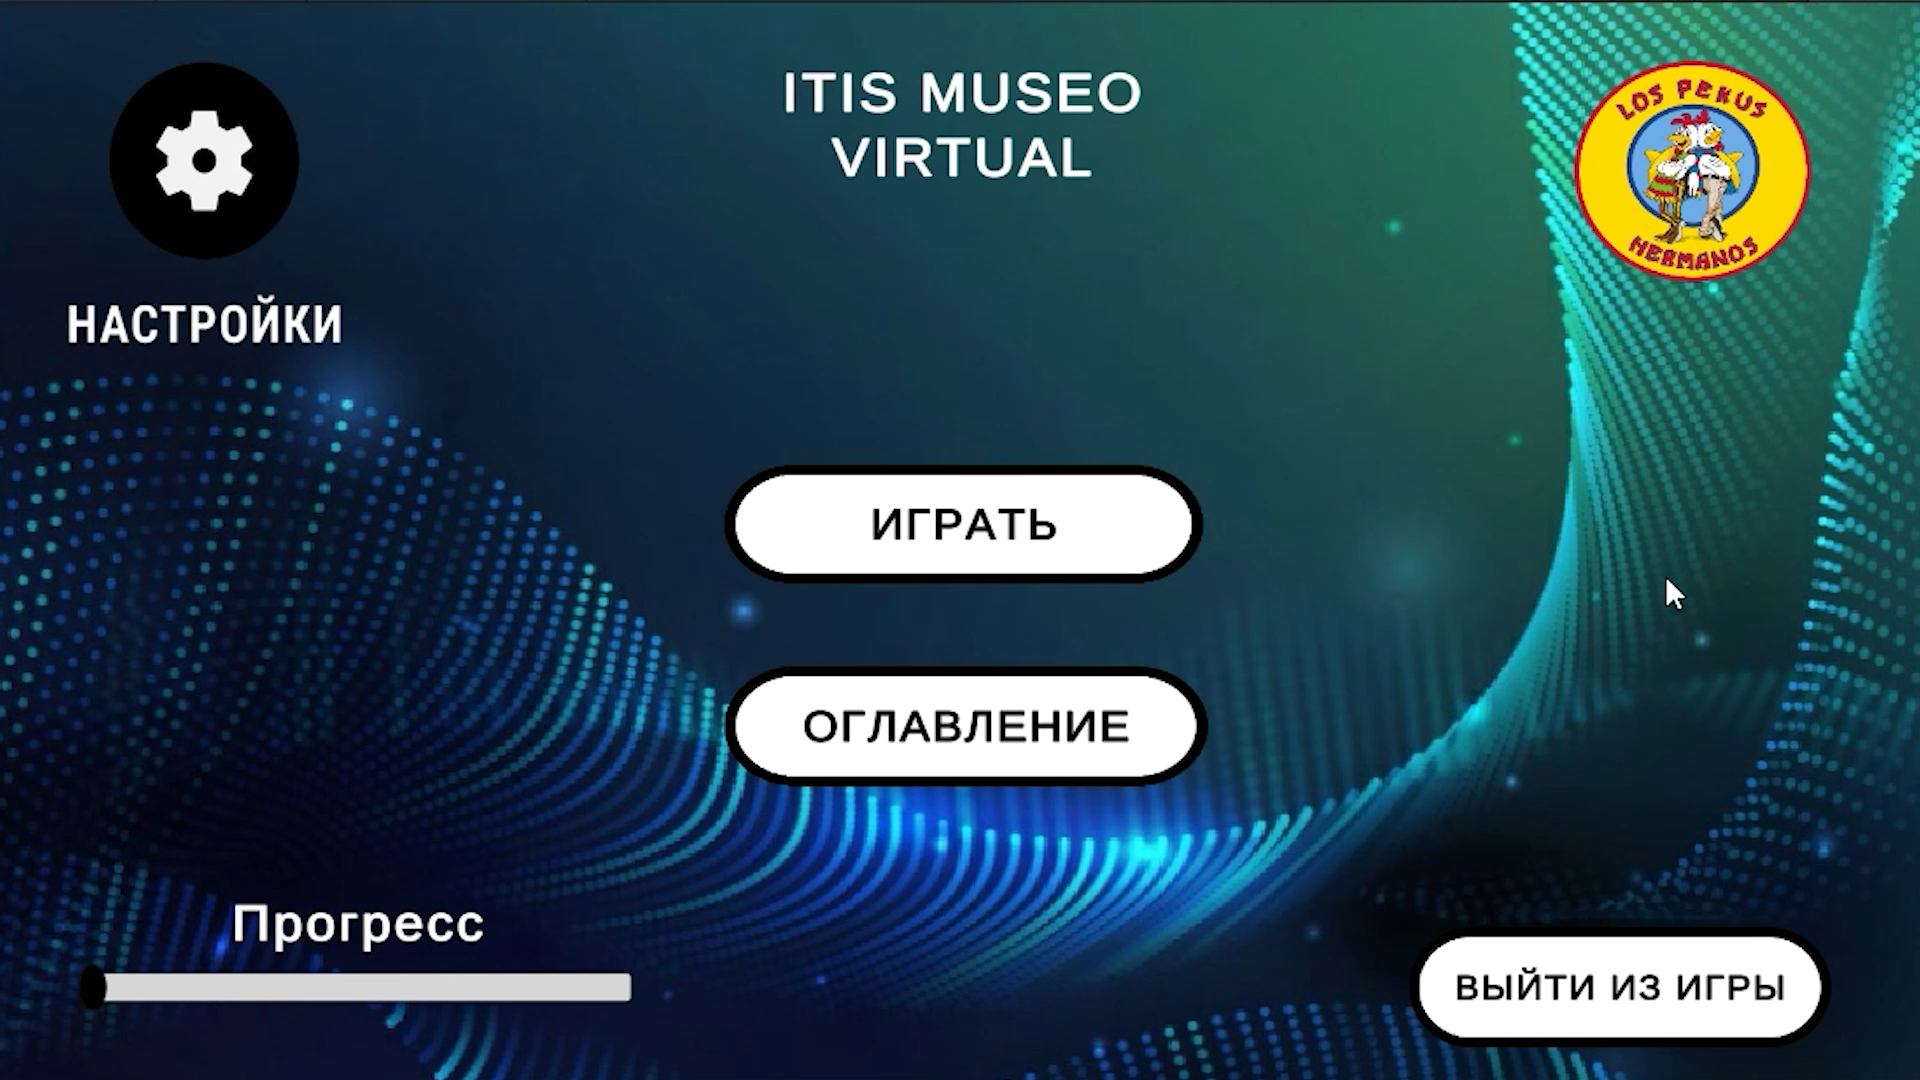 ITIS MUSEO
VIRTUAL
LOS PEKUS
HERMANOS
НАСТРОЙКИ
ИГРАТЬ
ОГЛАВЛЕНИЕ
Прогресс
ВЫЙТИ ИЗ ИГРЫ